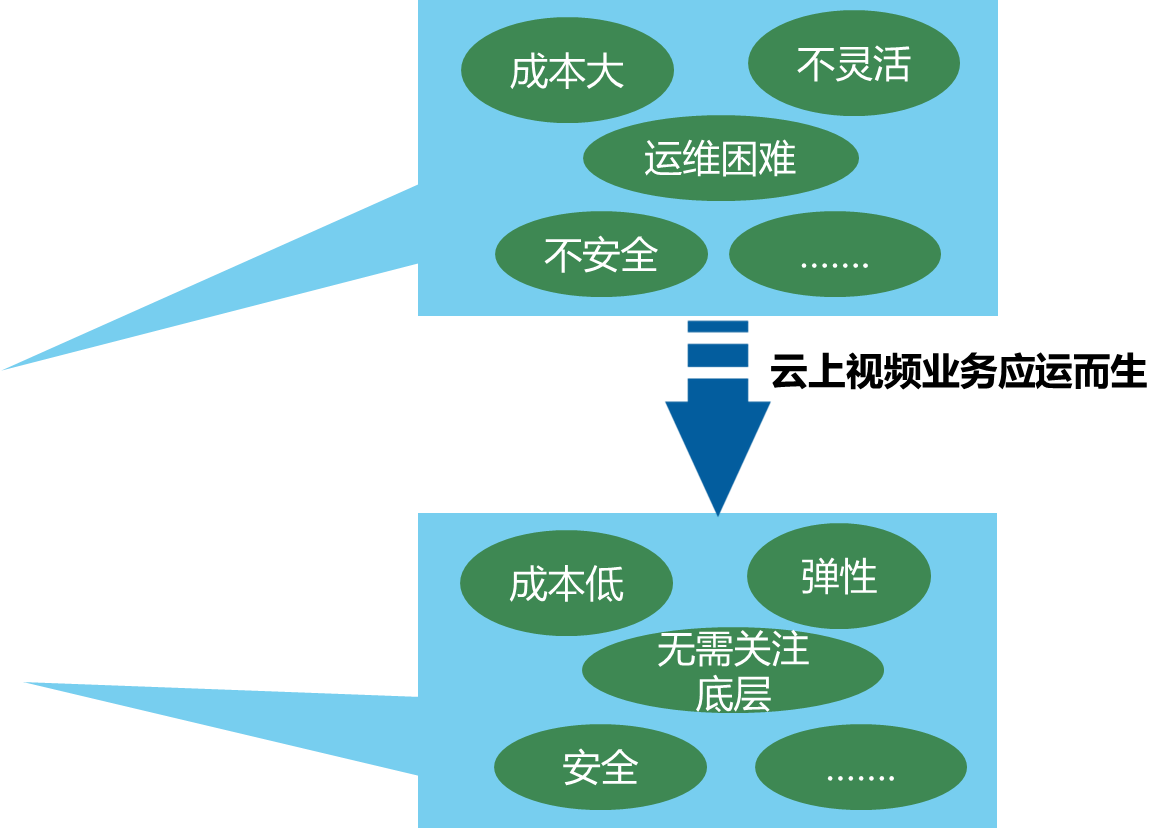 成本大
不灵活
运维困难
不安全
.......
云上视频业务应运而生
成本低
弹性
无需关注
底层
安全
.......